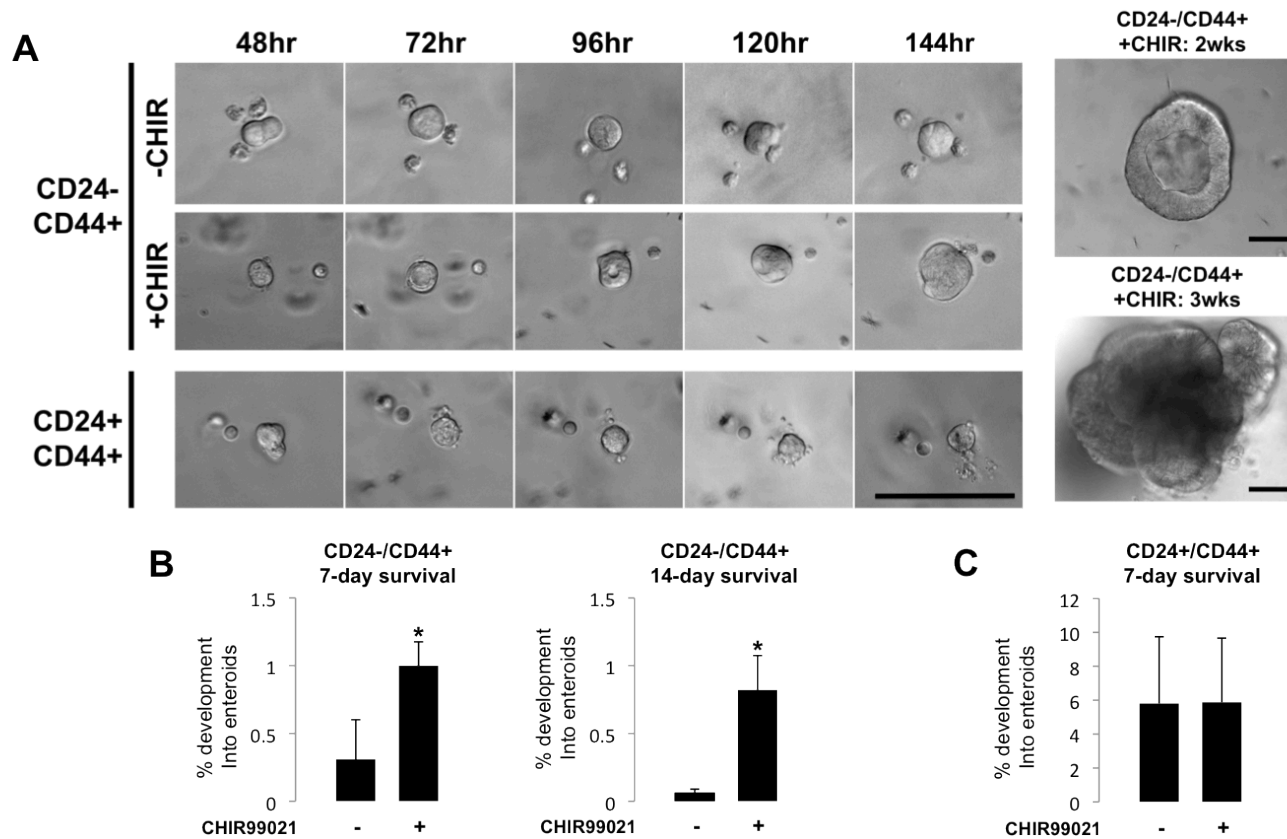 A
48hr
72hr
96hr
120hr
144hr
CD24-
CD44+
-CHIR
+CHIR
CD24+
CD44+
CD24-/CD44+
+CHIR: 2wks
CD24-/CD44+
+CHIR: 3wks
B
CD24-/CD44+
7-day survival
% development
Into enteroids
1.5
1
0.5
0
*
CHIR99021
-
+
CD24-/CD44+
14-day survival
% development
Into enteroids
1.5
1
0.5
0
*
-
+
C
CD24+/CD44+
7-day survival
% development
Into enteroids
12
10
8
6
4
2
0
CHIR99021
-
+